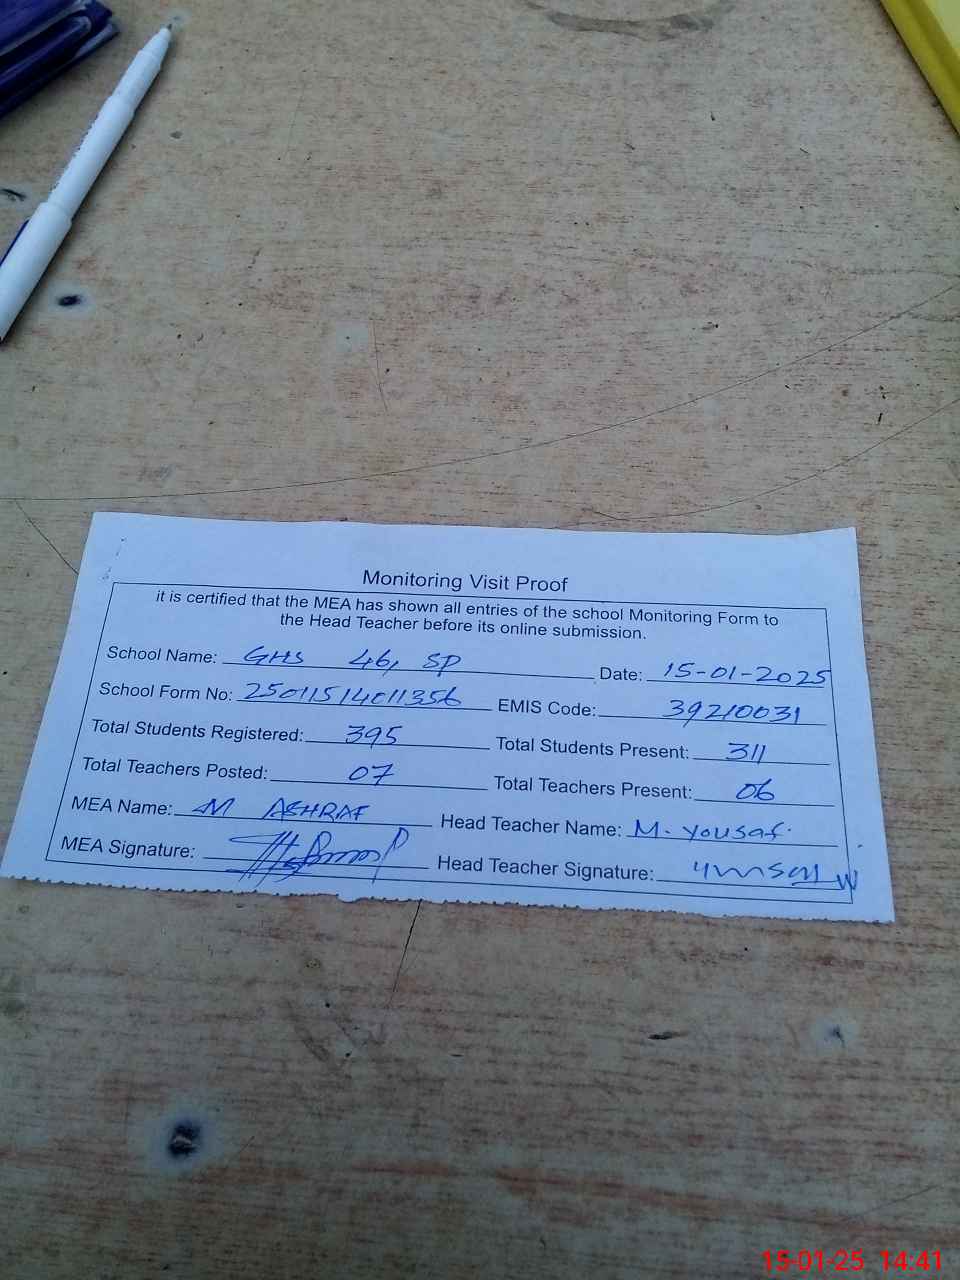 Monitoring Visit Proof
it is certified that the MEA has shown all entries of the school Monitoring Form to
the Head Teacher before its online submission.
School Name: GHS 46, SP Date: 15-01-2025
School Form No: 25011514011356 EMIS Code: 39210031
Total Students Registered: 395 Total Students Present: 311
Total Teachers Posted: 07 Total Teachers Present: 06
MEA Name: M ASHRAF Head Teacher Name: M. Yousaf.
MEA Signature: Head Teacher Signature:
15-01-25 14:41